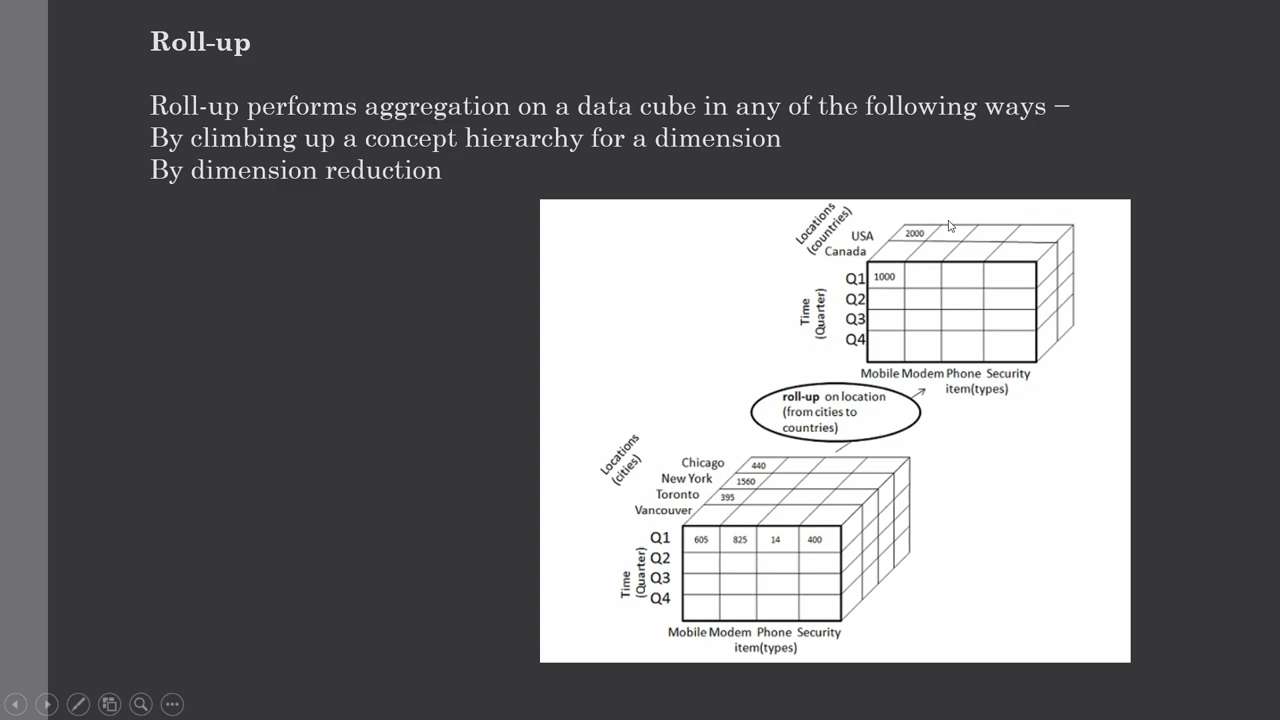 Roll-up
Roll-up performs aggregation on a data cube in any of the following ways −
By climbing up a concept hierarchy for a dimension
By dimension reduction
Locations
(countries)
USA
2000
Canada
Q1
1000
Q2
Q3
Q4
Time
(Quarter)
Mobile Modem Phone Security
item(types)
roll-up on location
(from cities to
countries)
Locations
(cities)
Chicago
440
New York
1560
Toronto
395
Vancouver
Q1
605 825 14 400
Q2
Q3
Q4
Time
(Quarter)
Mobile Modem Phone Security
item(types)